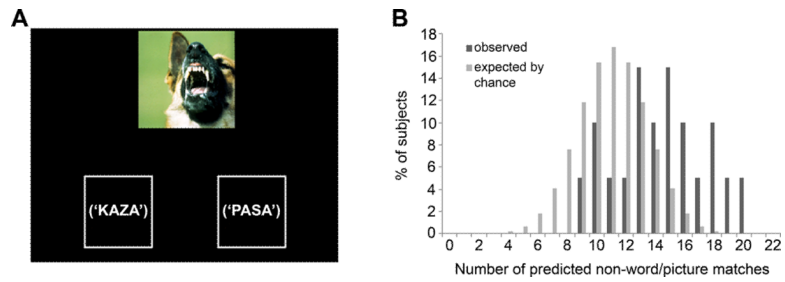 A
('KAZA')
('PASA')
B
% of subjects
18
16
14
12
10
8
6
4
2
0
observed
expected by
chance
0 2 4 6 8 10 12 14 16 18 20 22
Number of predicted non-word/picture matches